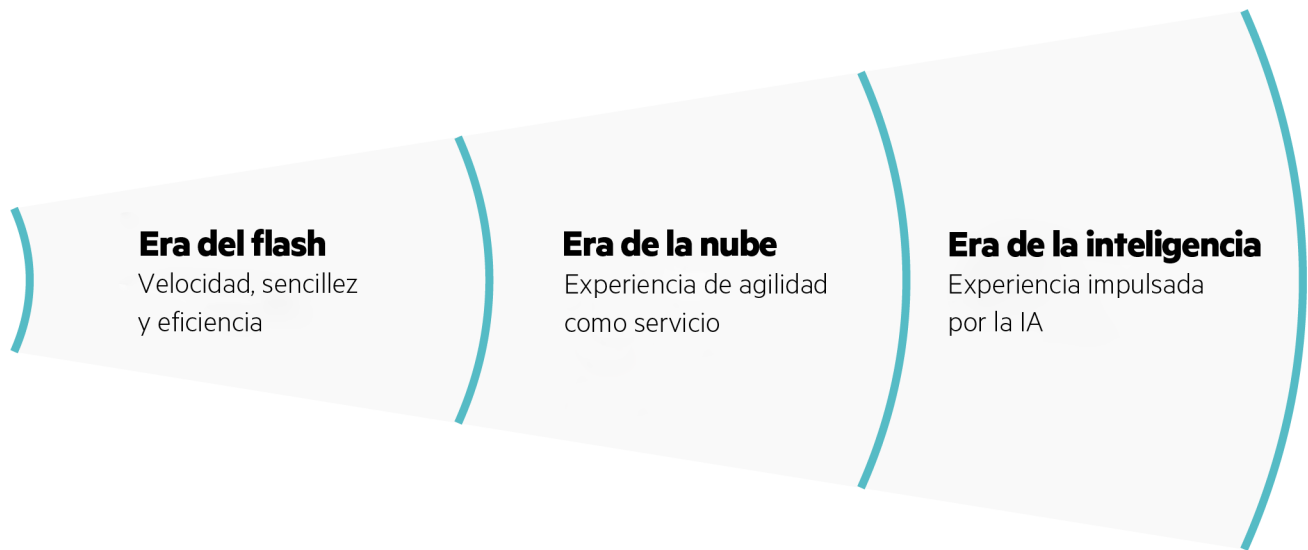 Era del flash
Velocidad, sencillez
y eficiencia
Era de la nube
Experiencia de agilidad
como servicio
Era de la inteligencia
Experiencia impulsada
por la IA